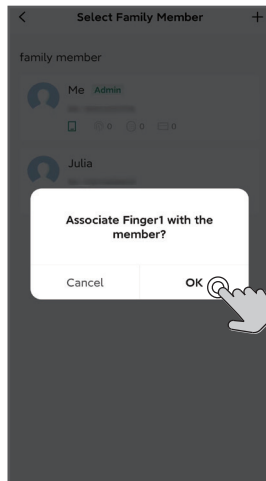 Select Family Member
family member
Me Admin
0 0 0
Julia
Associate Finger1 with the
member?
Cancel OK